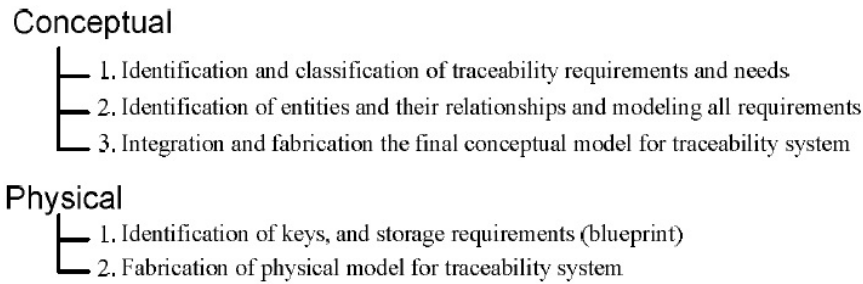 Conceptual
1. Identification and classification of traceability requirements and needs
2. Identification of entities and their relationships and modeling all requirements
3. Integration and fabrication the final conceptual model for traceability system
Physical
1. Identification of keys, and storage requirements (blueprint)
2. Fabrication of physical model for traceability system